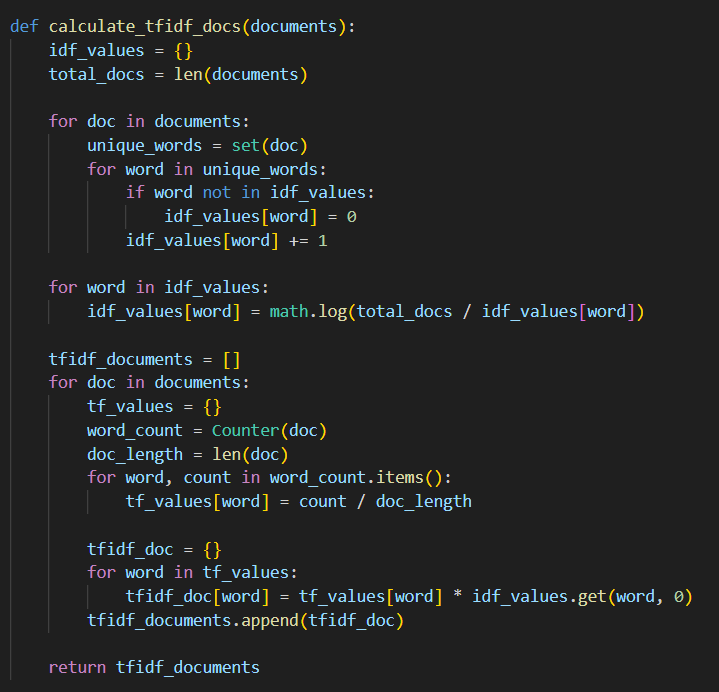 def calculate_tfidf_docs(documents):
    idf_values = {}
    total_docs = len(documents)

    for doc in documents:
        unique_words = set(doc)
        for word in unique_words:
            if word not in idf_values:
                idf_values[word] = 0
            idf_values[word] += 1

    for word in idf_values:
        idf_values[word] = math.log(total_docs / idf_values[word])

    tfidf_documents = []
    for doc in documents:
        tf_values = {}
        word_count = Counter(doc)
        doc_length = len(doc)
        for word, count in word_count.items():
            tf_values[word] = count / doc_length

        tfidf_doc = {}
        for word in tf_values:
            tfidf_doc[word] = tf_values[word] * idf_values.get(word, 0)
        tfidf_documents.append(tfidf_doc)

    return tfidf_documents